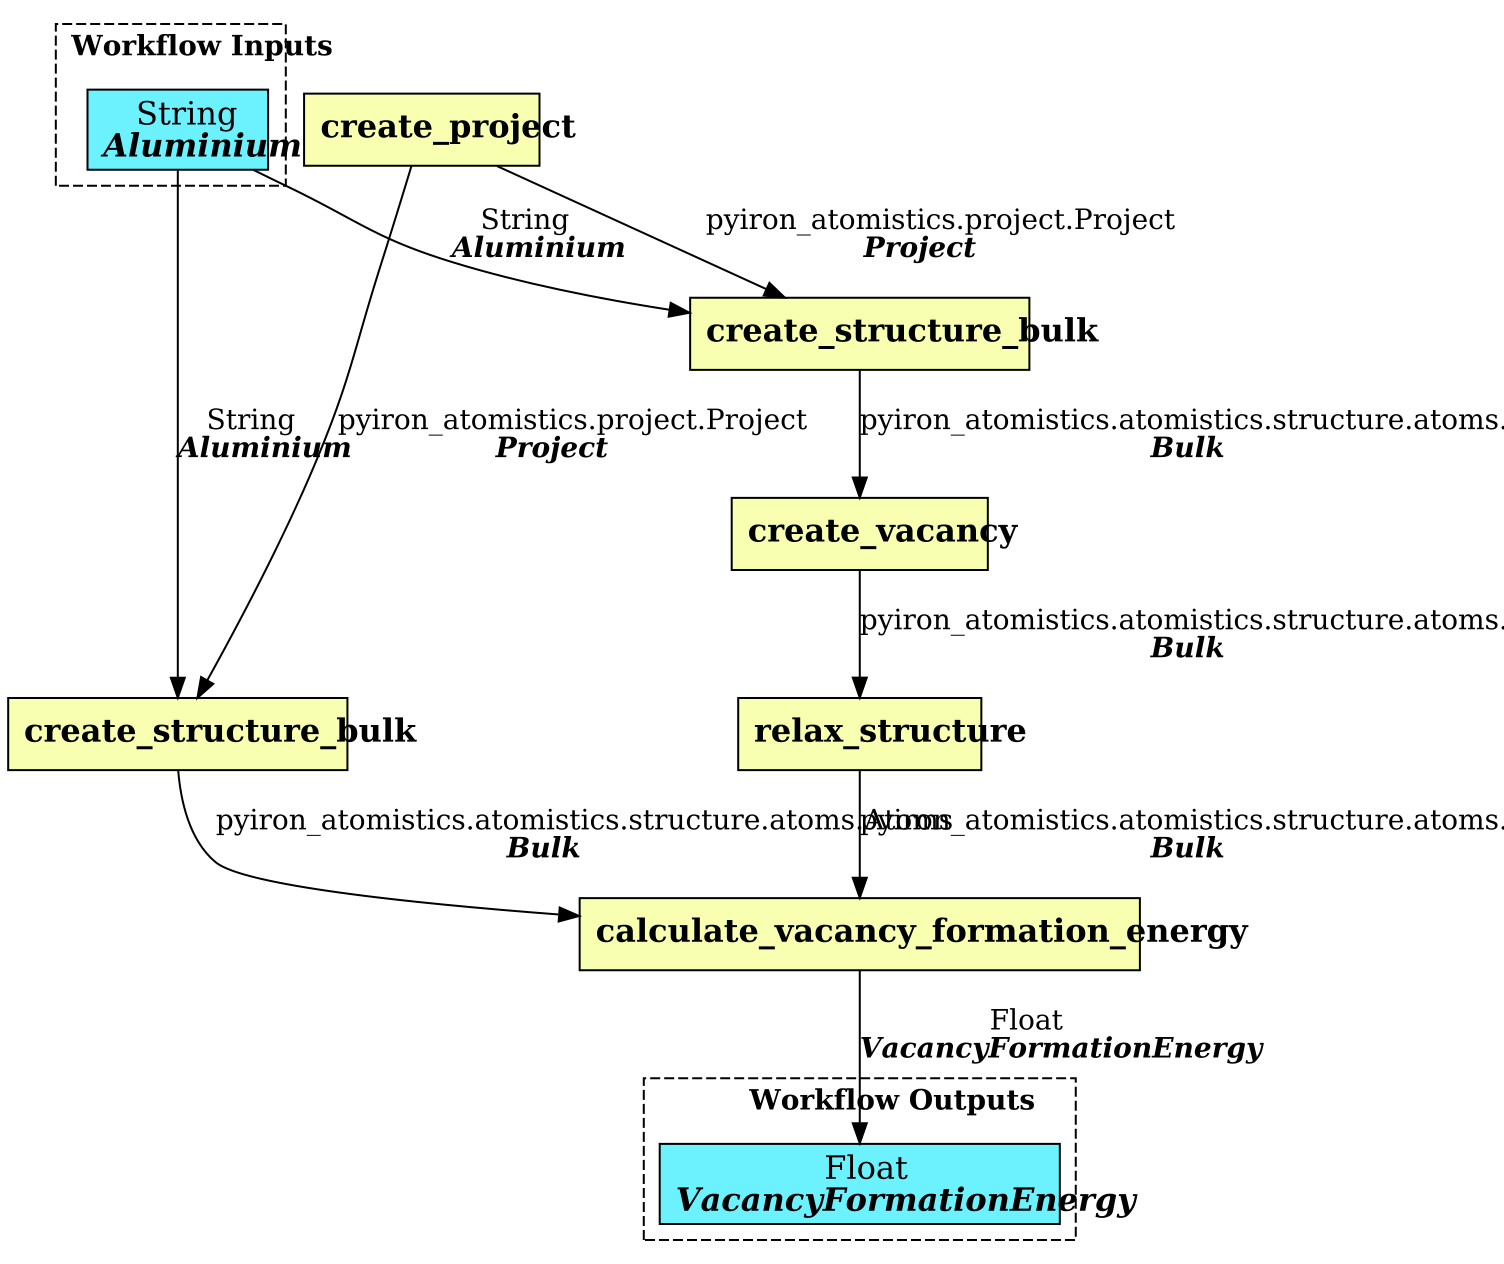 Workflow Inputs
String
Aluminium
create_project
String
Aluminium
pyiron_atomistics.project.Project
Project
create_structure_bulk
String
Aluminium
pyiron_atomistics.project.Project
Project
pyiron_atomistics.atomistics.structure.atoms.
Bulk
create_vacancy
pyiron_atomistics.atomistics.structure.atoms.
Bulk
create_structure_bulk
relax_structure
pyiron_atomistics.atomistics.structure.atoms.Atoms
Bulk
pyiron_atomistics.atomistics.structure.atoms.
Bulk
calculate_vacancy_formation_energy
Float
VacancyFormationEnergy
Workflow Outputs
Float
VacancyFormationEnergy